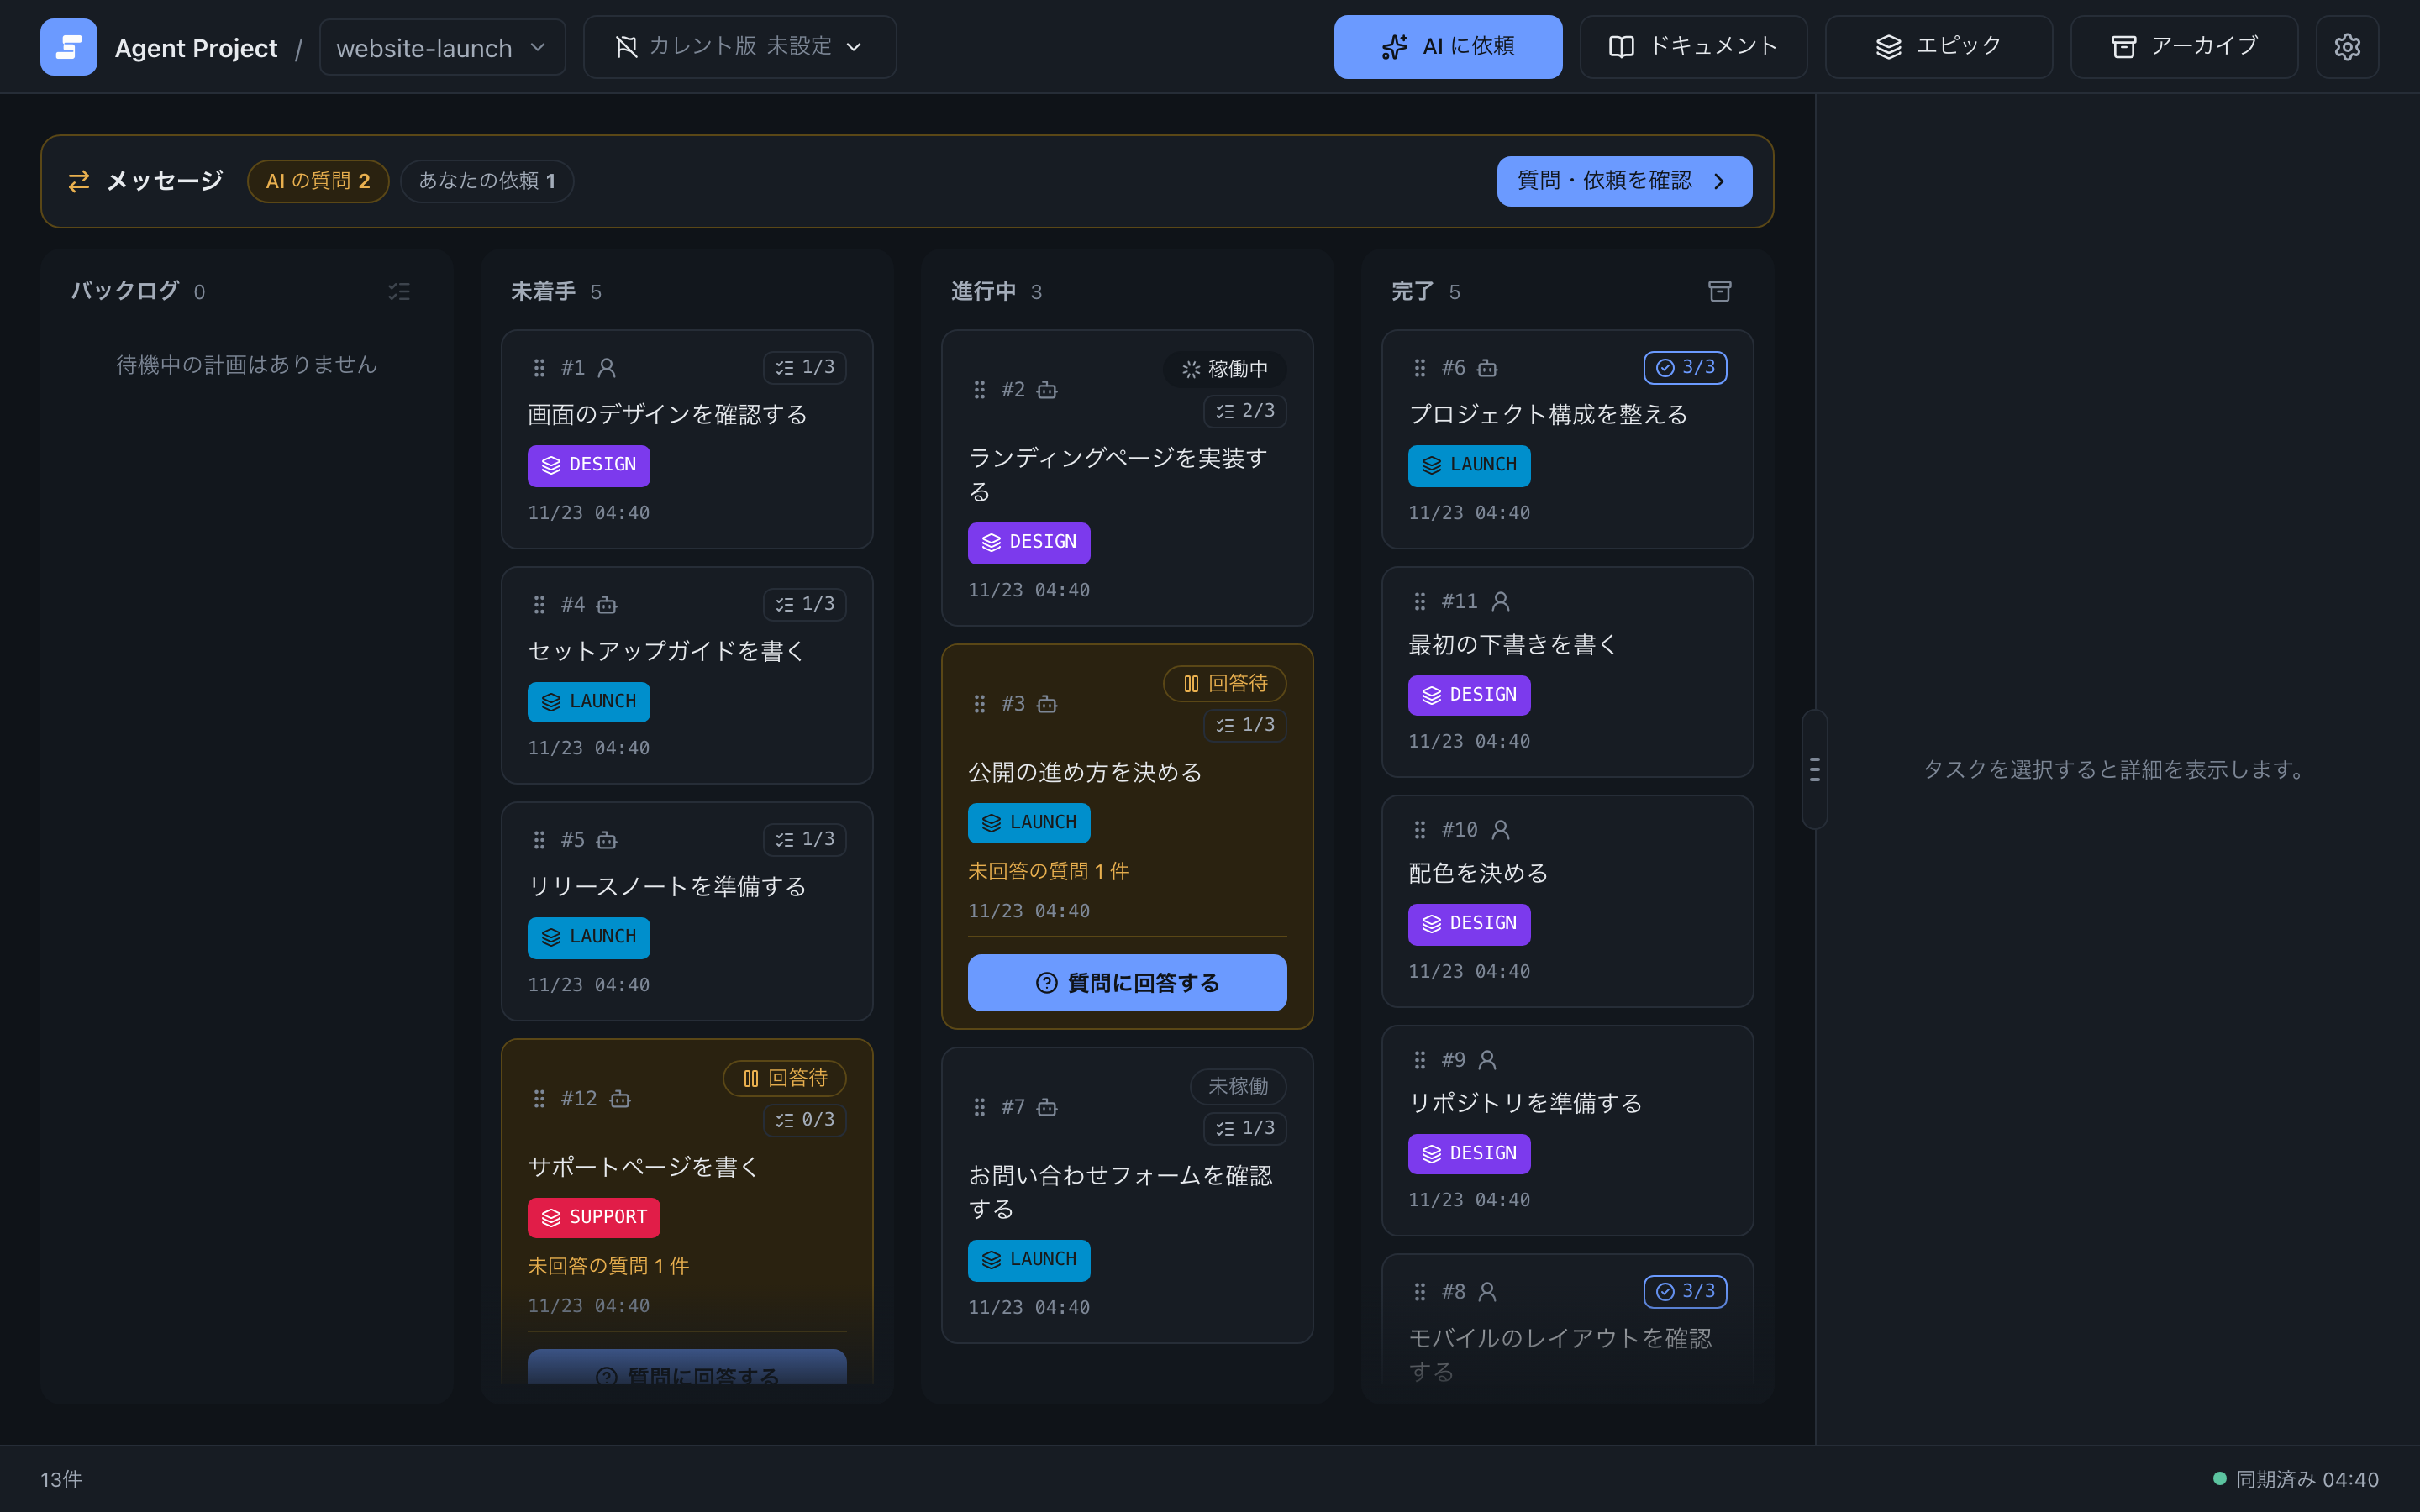 Agent Project / website-launch
カレント版 未設定
AI に依頼
ドキュメント
エピック
アーカイブ
メッセージ
AI の質問 2
あなたの依頼 1
質問・依頼を確認
バックログ 0
待機中の計画はありません
未着手 5
#1
1/3
画面のデザインを確認する
DESIGN
11/23 04:40
#4
1/3
セットアップガイドを書く
LAUNCH
11/23 04:40
#5
1/3
リリースノートを準備する
LAUNCH
11/23 04:40
回答待
#12
0/3
サポートページを書く
SUPPORT
未回答の質問 1 件
11/23 04:40
質問に回答する
進行中 3
稼働中
#2
2/3
ランディングページを実装す
る
DESIGN
11/23 04:40
回答待
#3
1/3
公開の進め方を決める
LAUNCH
未回答の質問 1 件
11/23 04:40
質問に回答する
未稼働
#7
1/3
お問い合わせフォームを確認
する
LAUNCH
11/23 04:40
完了 5
#6
3/3
プロジェクト構成を整える
LAUNCH
11/23 04:40
#11
最初の下書きを書く
DESIGN
11/23 04:40
#10
配色を決める
DESIGN
11/23 04:40
#9
リポジトリを準備する
DESIGN
11/23 04:40
#8
3/3
モバイルのレイアウトを確認
する
タスクを選択すると詳細を表示します。
13件
同期済み 04:40